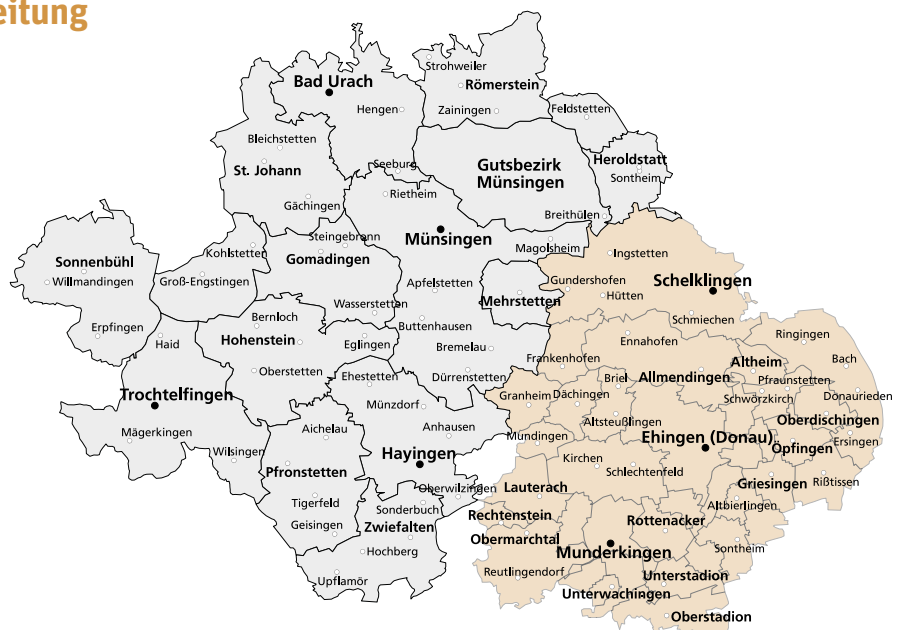 eitung
Strohweiler
Bad Urach
Römerstein
Hengen
Zainingen
Feldstetten
Bleichstetten
Seeburg
St. Johann
Gutsbezirk
Münsingen
Heroldstatt
Sontheim
Rietheim
Gächingen
Breithülen
Steingebronn
Münsingen
Kohlstetten
Gomadingen
Magolsheim
Ingstetten
Sonnenbühl
Willmandingen
Groß-Engstingen
Apfelstetten
Gundershofen
Schelklingen
Hütten
Mehrstetten
Wasserstetten
Bernloch
Schmiechen
Erpfingen
Buttenhausen
Ringingen
Haid
Hohenstein
Eglingen
Bremelau
Ennahofen
Frankenhofen
Altheim
Bach
Oberstetten
Ehestetten
Dürrenstetten
Briel
Allmendingen
Pfraunstetten
Trochtelfingen
Granheim
Dächingen
Schwörzkirch
Donaurieden
Münzdorf
Altsteußlingen
Oberdischingen
Aichelau
Anhausen
Mägerkingen
Mundingen
Ehingen (Donau)
Öpfingen
Ersingen
Wilsingen
Hayingen
Kirchen
Pfronstetten
Schlechtenfeld
Oberwilzingen
Lauterach
Griesingen
Rißtissen
Tigerfeld
Sonderbuch
Altbierlingen
Rechtenstein
Geisingen
Zwiefalten
Rottenacker
Obermarchtal
Hochberg
Munderkingen
Sontheim
Reutlingendorf
Upflamör
Unterstadion
Unterwachingen
Oberstadion